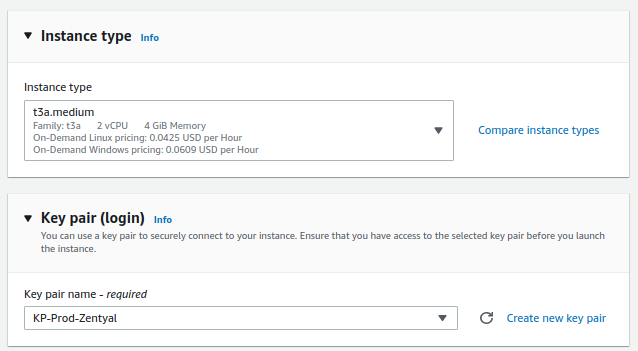 Instance type Info
Instance type
t3a.medium
Family: t3a 2 vCPU 4 GiB Memory
On-Demand Linux pricing: 0.0425 USD per Hour
On-Demand Windows pricing: 0.0609 USD per Hour
Compare instance types
Key pair (login) Info
You can use a key pair to securely connect to your instance. Ensure that you have access to the selected key pair before you launch
the instance.
Key pair name - required
KP-Prod-Zentyal
Create new key pair